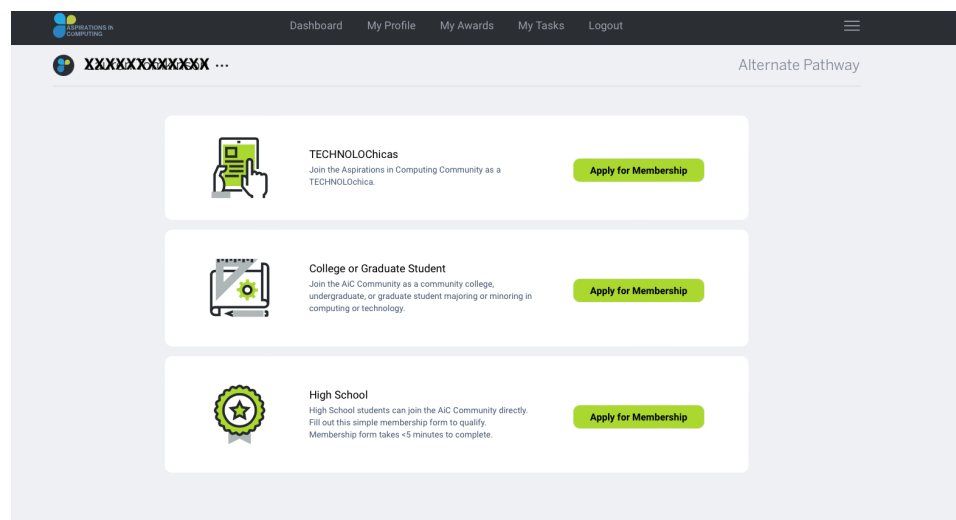 ASPIRATIONS IN
COMPUTING
Dashboard My Profile My Awards My Tasks Logout
...
Alternate Pathway
TECHNOLOChicas
Join the Aspirations in Computing Community as a
TECHNOLOchica.
Apply for Membership
College or Graduate Student
Join the AiC Community as a community college,
undergraduate, or graduate student majoring or minoring in
computing or technology.
Apply for Membership
High School
High School students can join the AiC Community directly.
Fill out this simple membership form to qualify.
Membership form takes <5 minutes to complete.
Apply for Membership